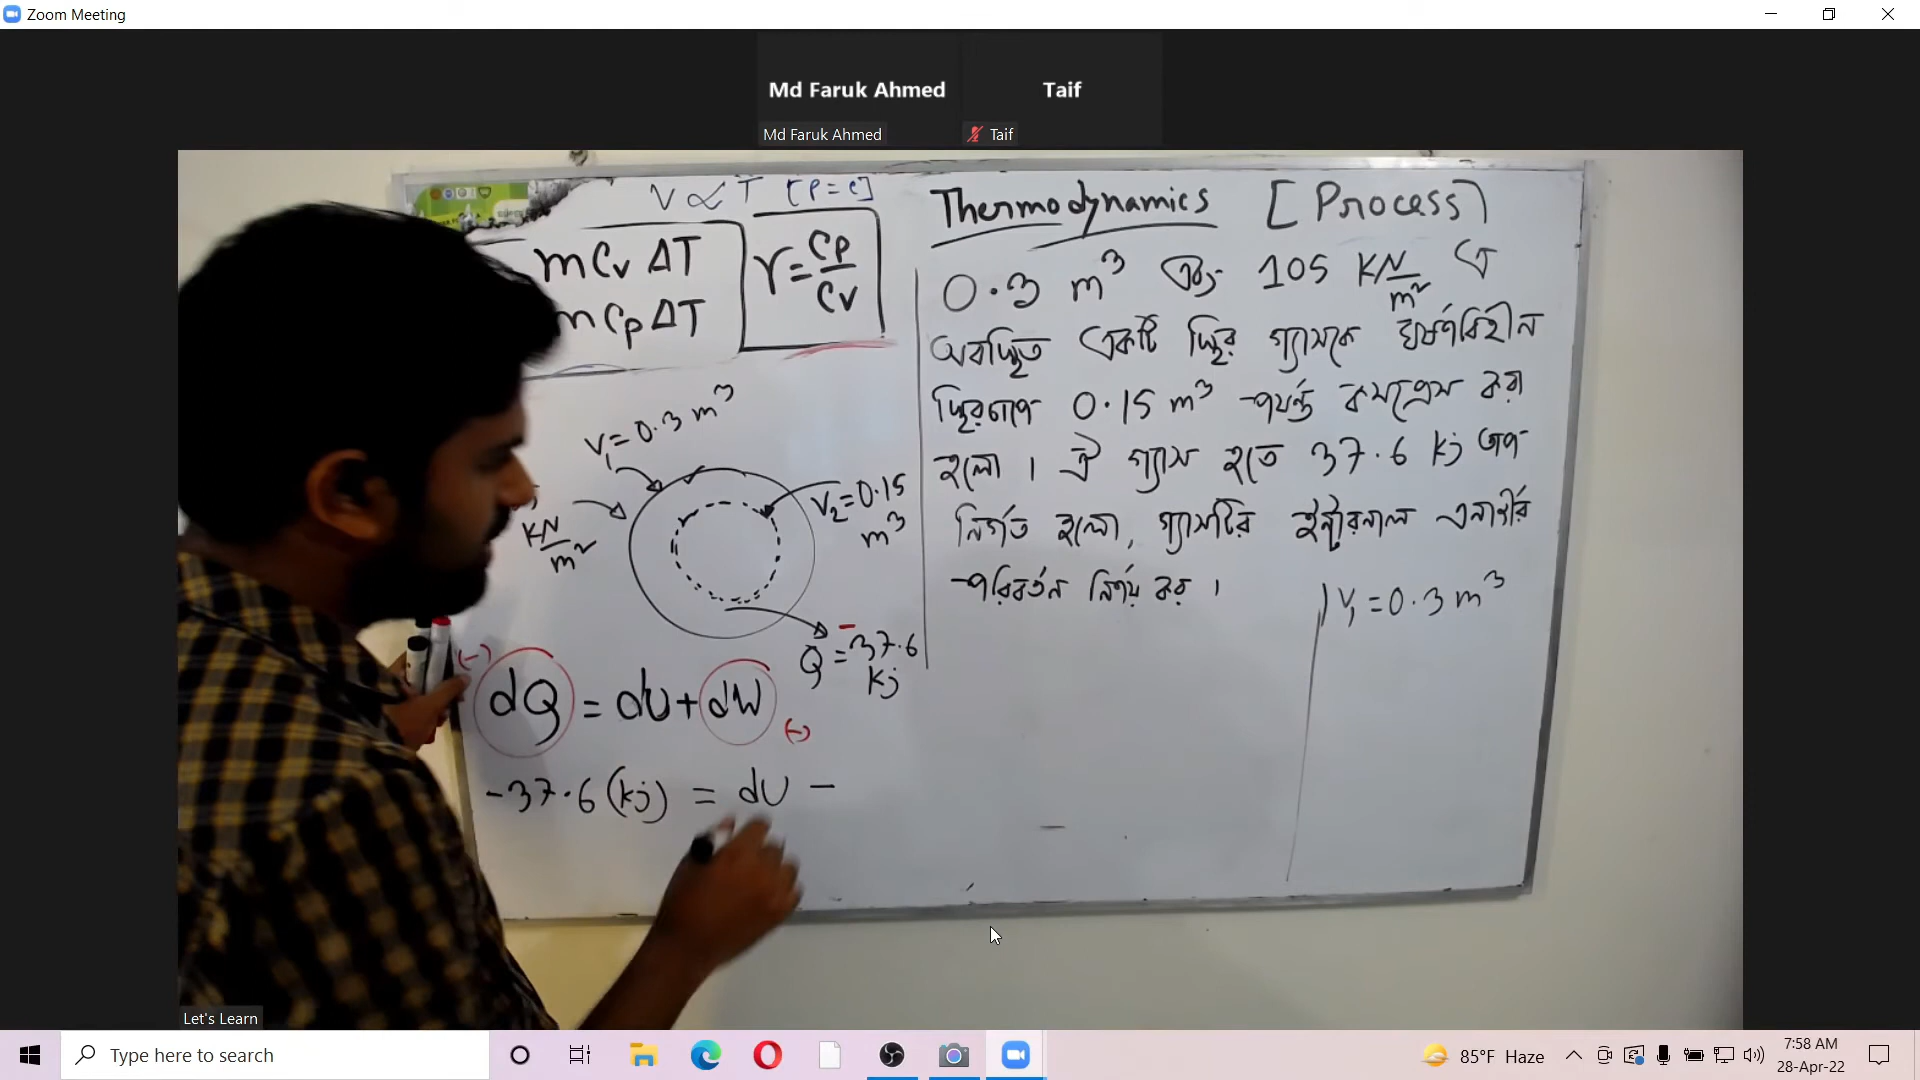 Zoom Meeting
Md Faruk Ahmed
Taif
Md Faruk Ahmed
Taif
V ∝ T [P=c]
mCv ΔT
mCp ΔT
γ = Cp/Cv
Thermodynamics [Process]
0.3 m³ এবং 105 KN/m² এ
অবস্থিত একটি স্থির গ্যাসকে ঘর্ষণবিহীন
স্থিরচাপে 0.15 m³ পর্যন্ত কমপ্রেস করা
হলো। ঐ গ্যাস হতে 37.6 kj তাপ
নির্গত হলে, গ্যাসটির ইন্টারনাল এনার্জীর
পরিবর্তন নির্ণয় কর।
V₁ = 0.3 m³
V₁ = 0.3 m³
V₂ = 0.15 m³
KN/m²
Q = -37.6 kj
(-) dQ = dU + dW (-)
-37.6 (kj) = dU -
Let's Learn
Type here to search
85°F Haze
7:58 AM
28-Apr-22